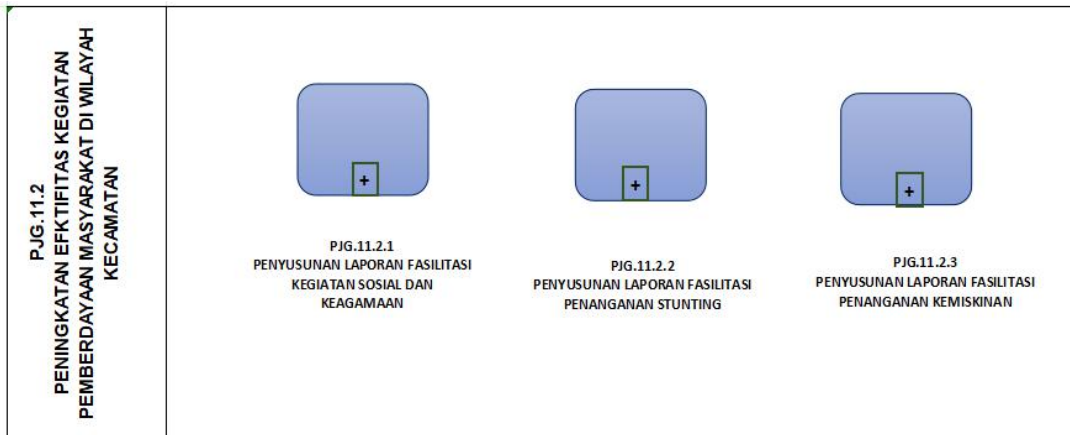 PJG.11.2
PENINGKATAN EFKTIFITAS KEGIATAN
PEMBERDAYAAN MASYARAKAT DI WILAYAH
KECAMATAN
+
PJG.11.2.1
PENYUSUNAN LAPORAN FASILITASI
KEGIATAN SOSIAL DAN
KEAGAMAAN
+
PJG.11.2.2
PENYUSUNAN LAPORAN FASILITASI
PENANGANAN STUNTING
+
PJG.11.2.3
PENYUSUNAN LAPORAN FASILITASI
PENANGANAN KEMISKINAN